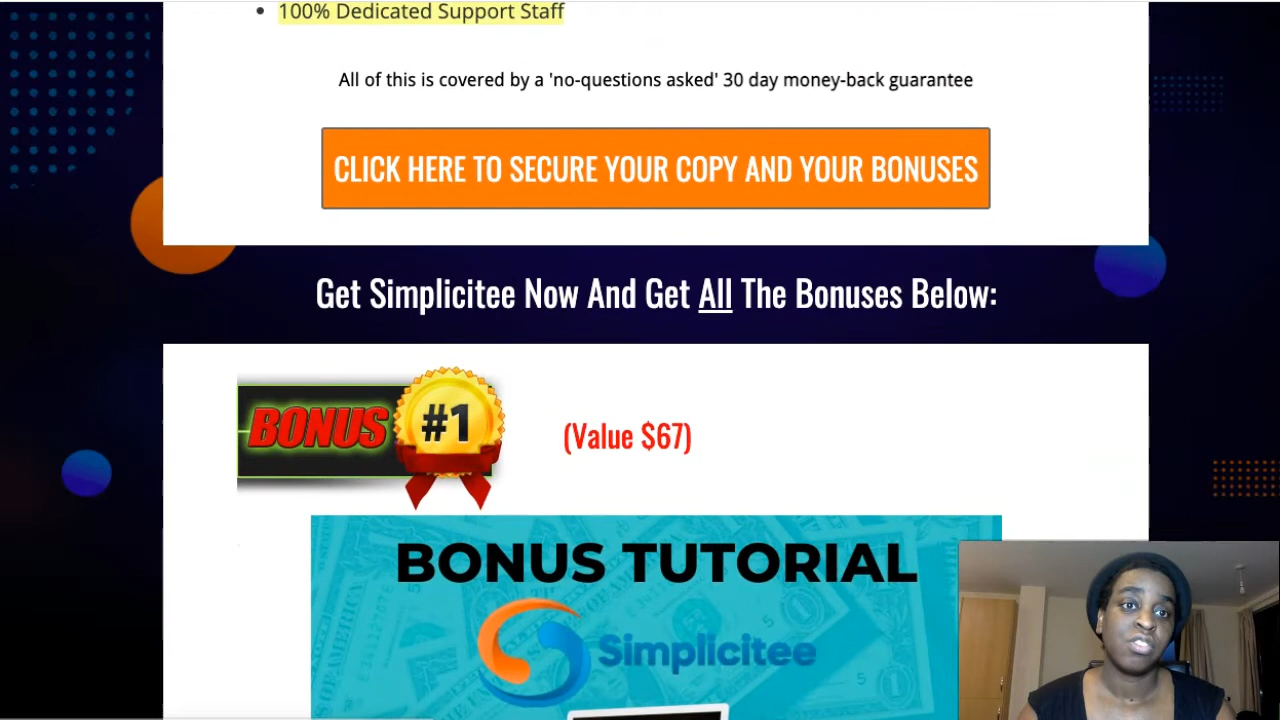 100% Dedicated Support Staff
All of this is covered by a 'no-questions asked' 30 day money-back guarantee
CLICK HERE TO SECURE YOUR COPY AND YOUR BONUSES
Get Simplicitee Now And Get All The Bonuses Below:
BONUS #1
(Value $67)
BONUS TUTORIAL
Simplicitee